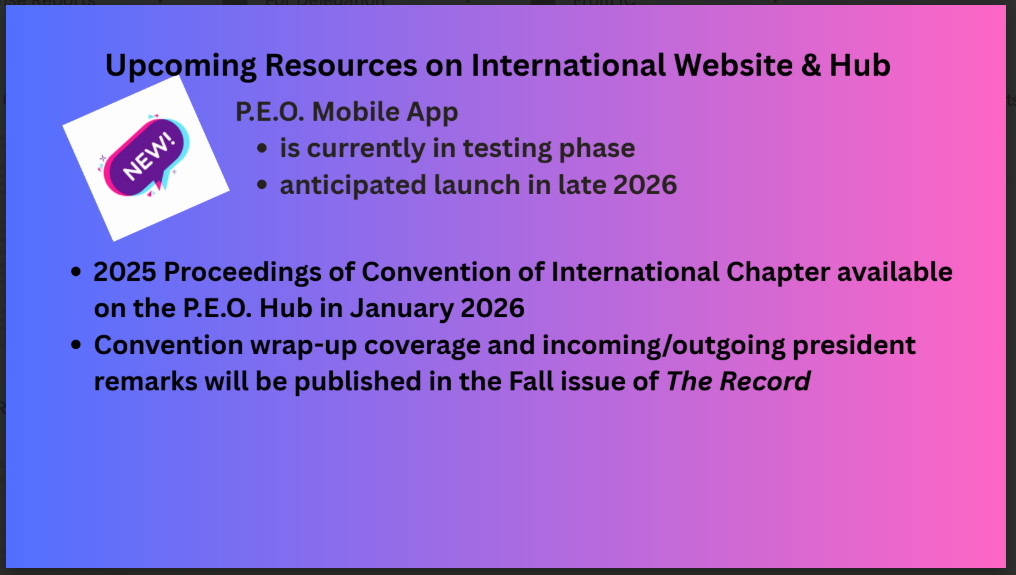 Upcoming Resources on International Website & Hub
NEW!
P.E.O. Mobile App
• is currently in testing phase
• anticipated launch in late 2026
• 2025 Proceedings of Convention of International Chapter available
on the P.E.O. Hub in January 2026
• Convention wrap-up coverage and incoming/outgoing president
remarks will be published in the Fall issue of The Record